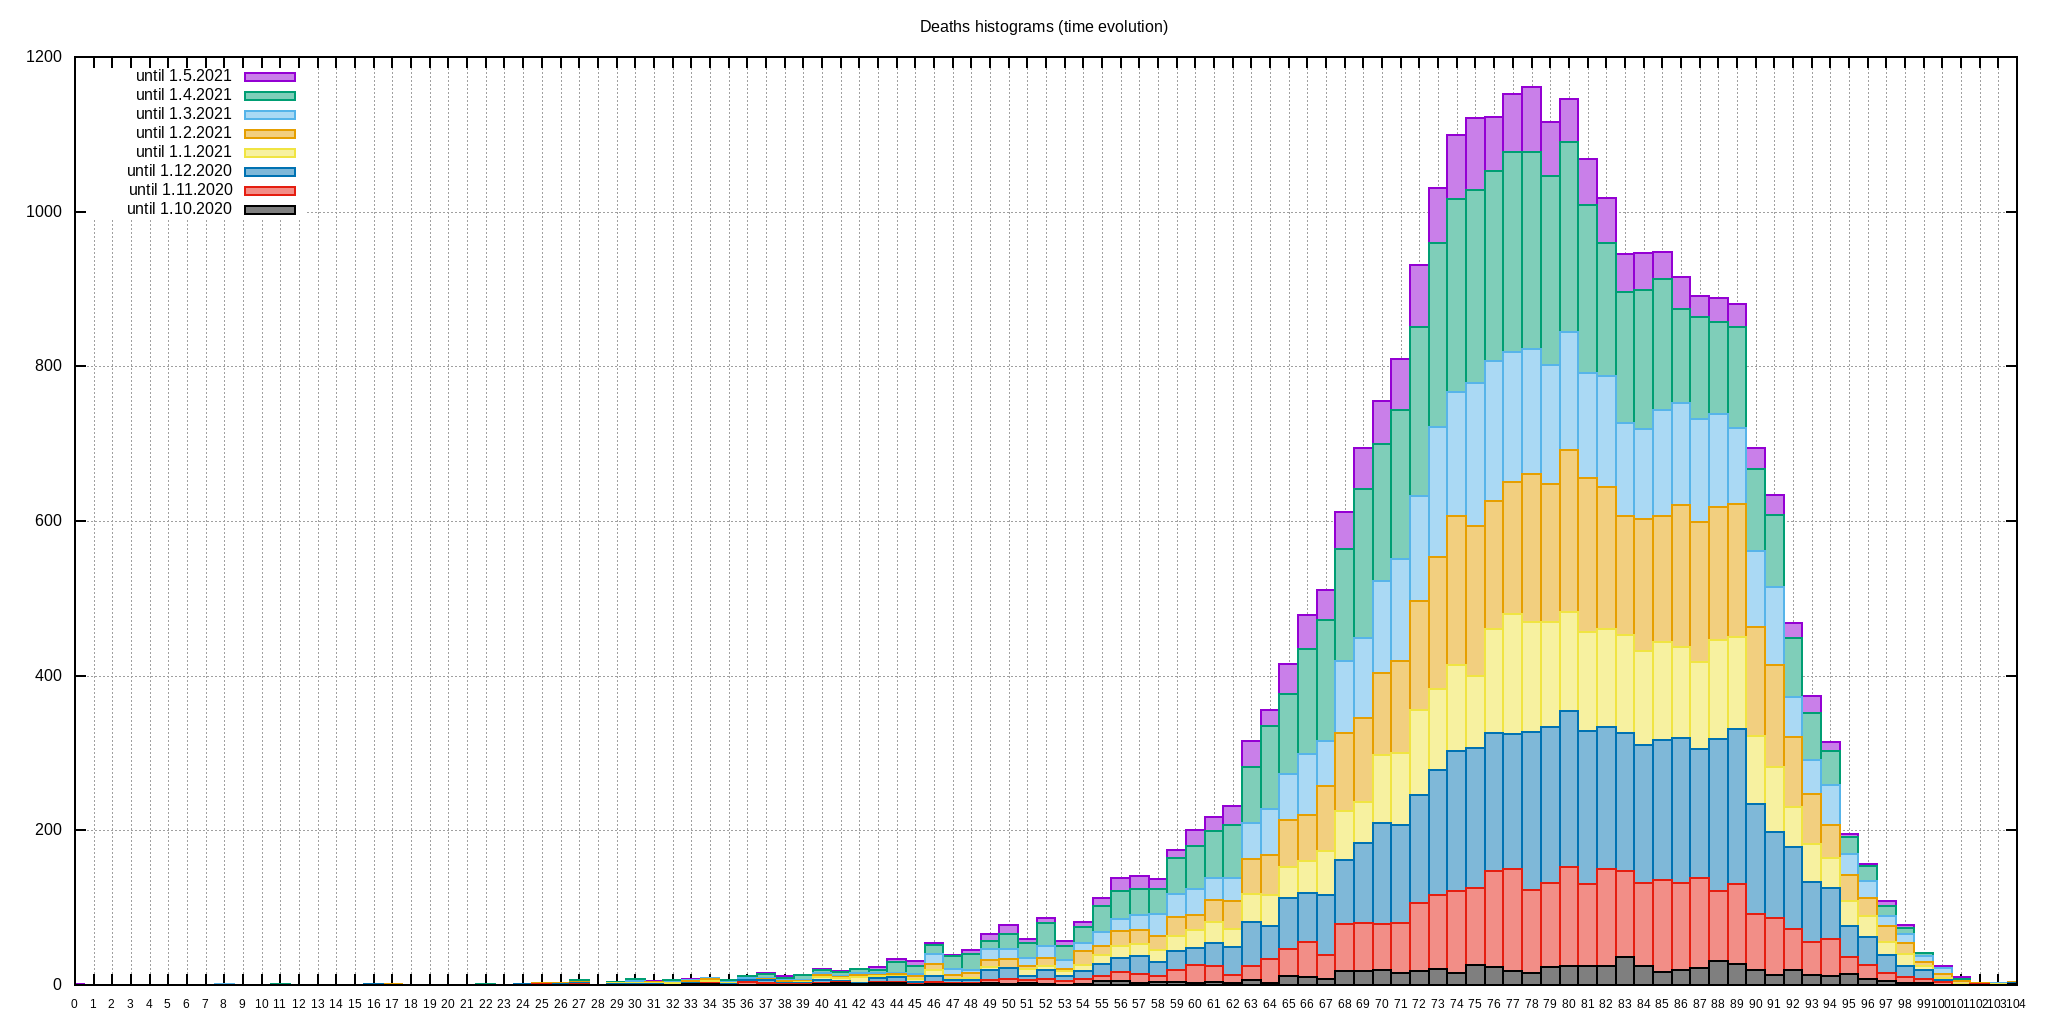 Deaths histograms (time evolution)
1200
until 1.5.2021
until 1.4.2021
until 1.3.2021
until 1.2.2021
until 1.1.2021
until 1.12.2020
until 1.11.2020
until 1.10.2020
1000
800
600
400
200
0
0 1 2 3 4 5 6 7 8 9 10 11 12 13 14 15 16 17 18 19 20 21 22 23 24 25 26 27 28 29 30 31 32 33 34 35 36 37 38 39 40 41 42 43 44 45 46 47 48 49 50 51 52 53 54 55 56 57 58 59 60 61 62 63 64 65 66 67 68 69 70 71 72 73 74 75 76 77 78 79 80 81 82 83 84 85 86 87 88 89 90 91 92 93 94 95 96 97 98 99 100 101 102 103 104